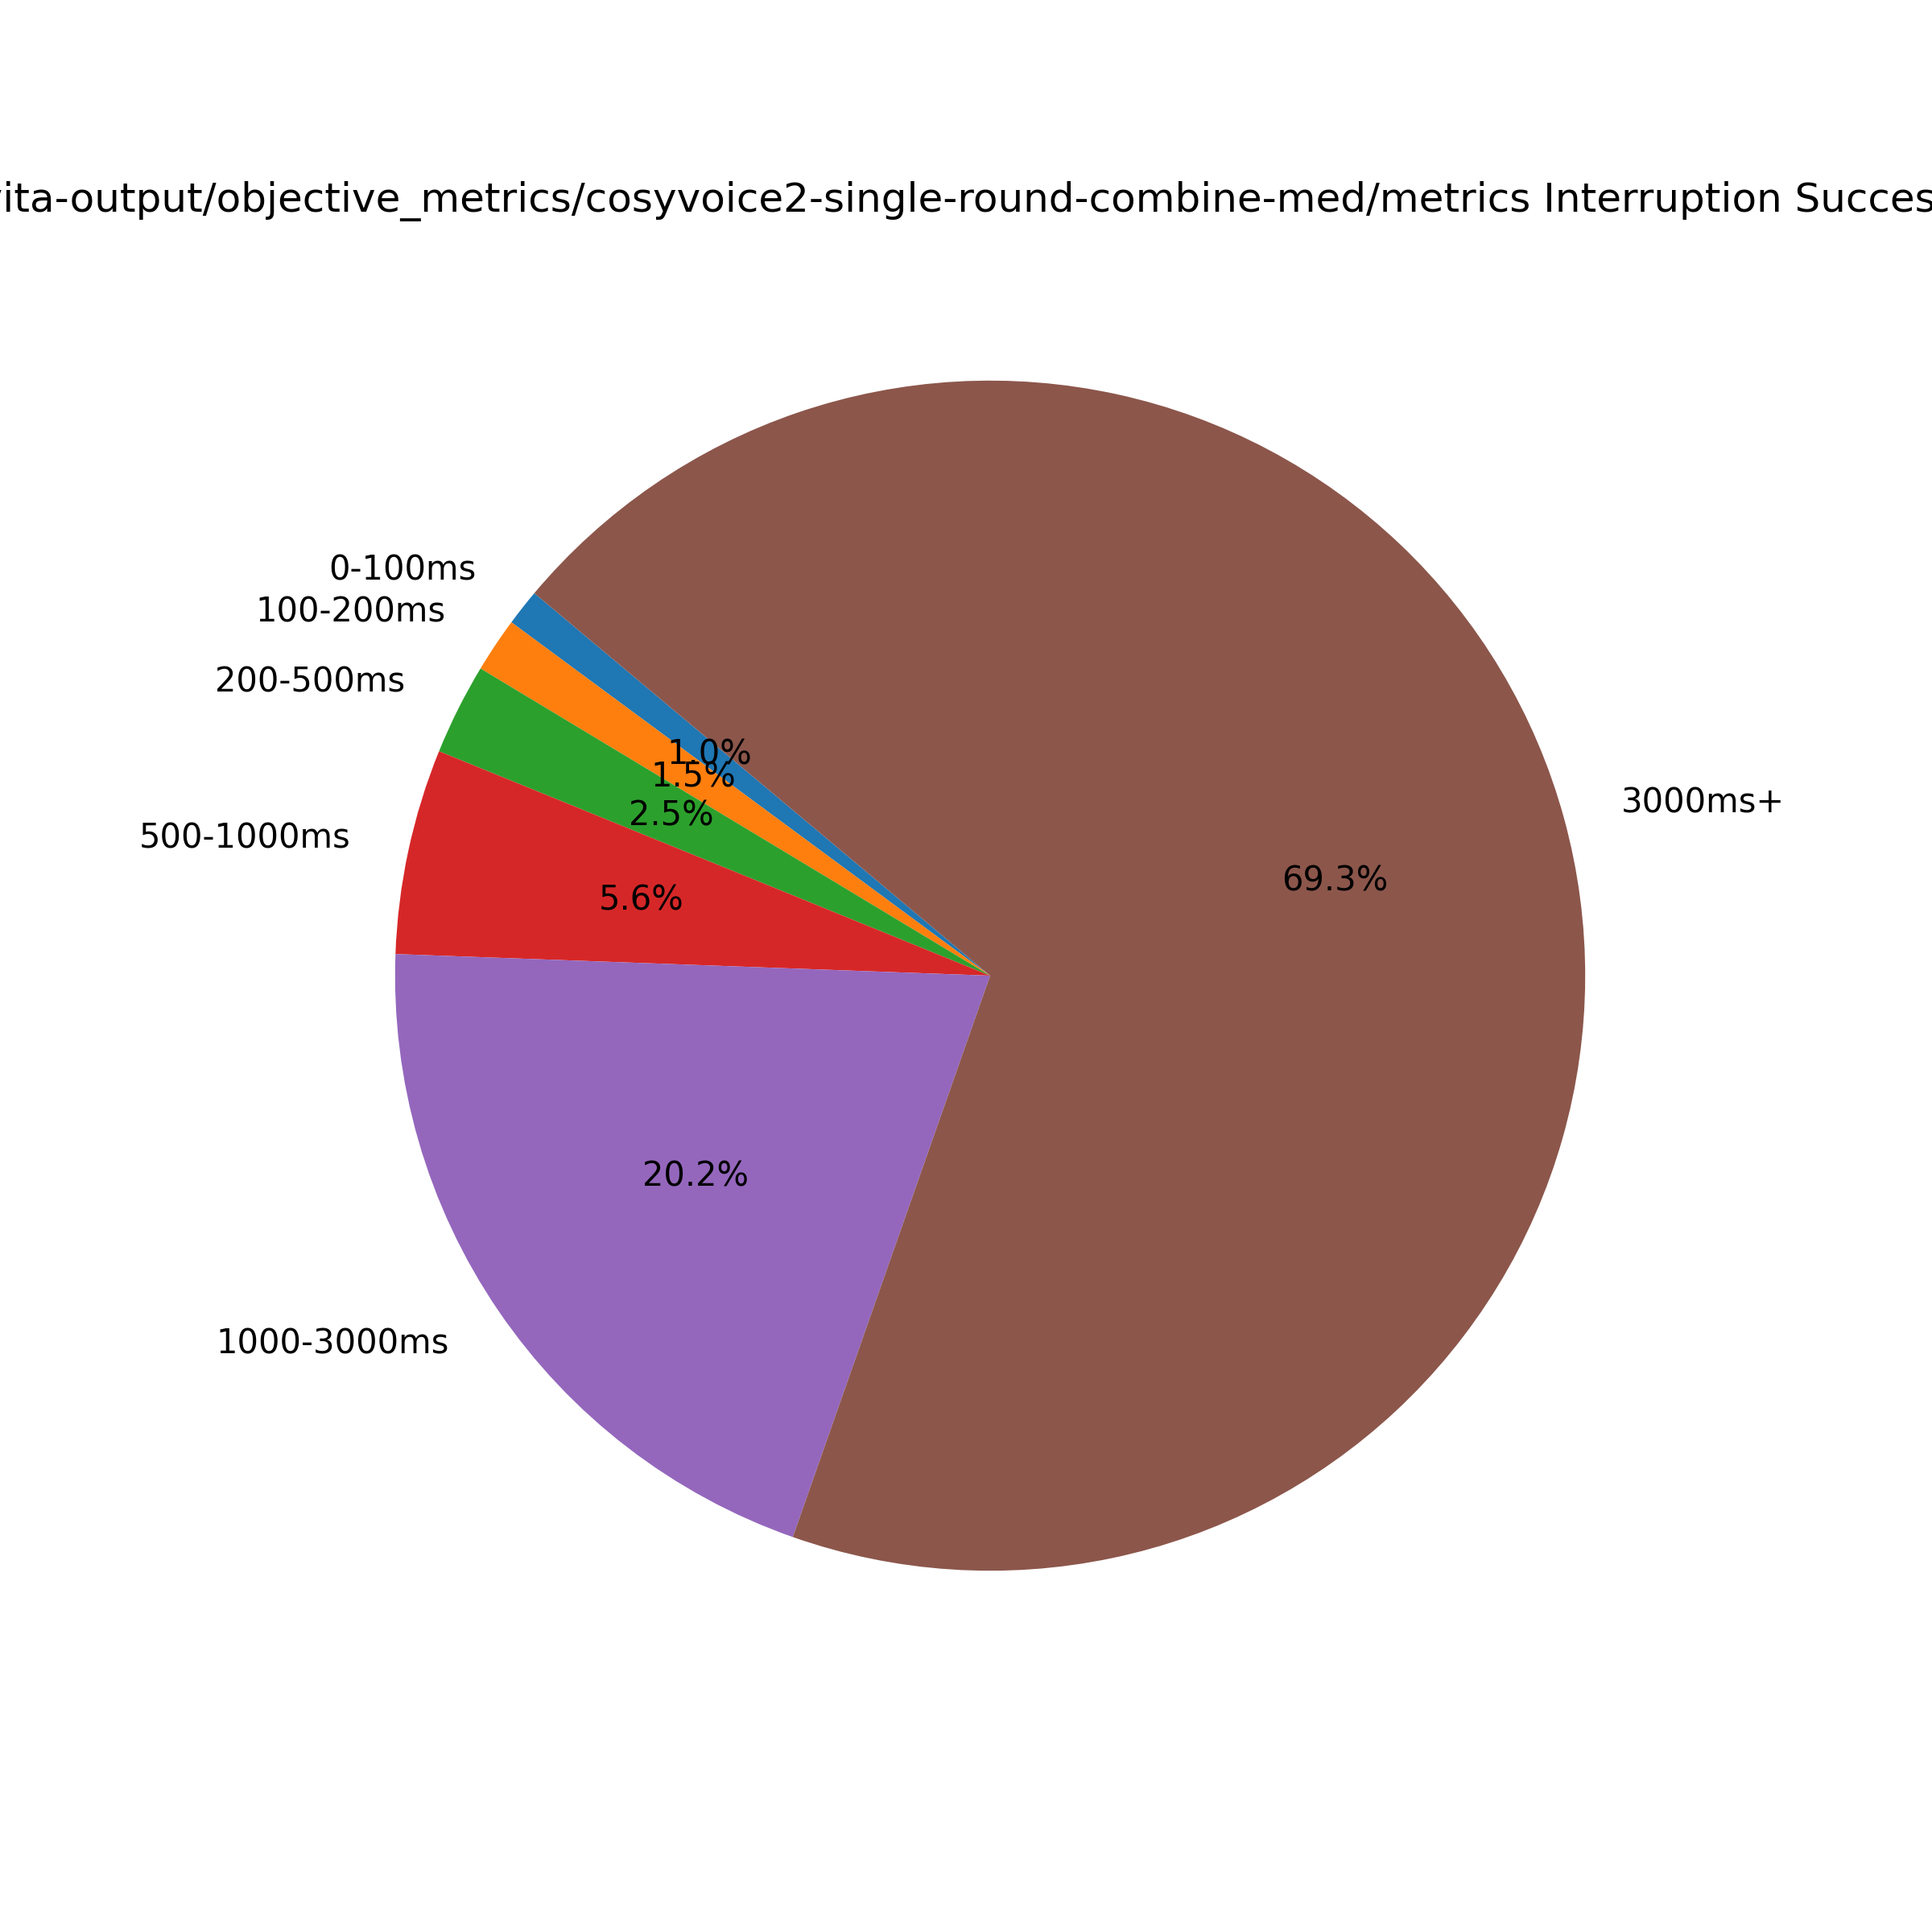 vita-output/objective_metrics/cosyvoice2-single-round-combine-med/metrics Interruption Succes
0-100ms
100-200ms
200-500ms
500-1000ms
1000-3000ms
3000ms+
1.0%
1.5%
2.5%
5.6%
20.2%
69.3%